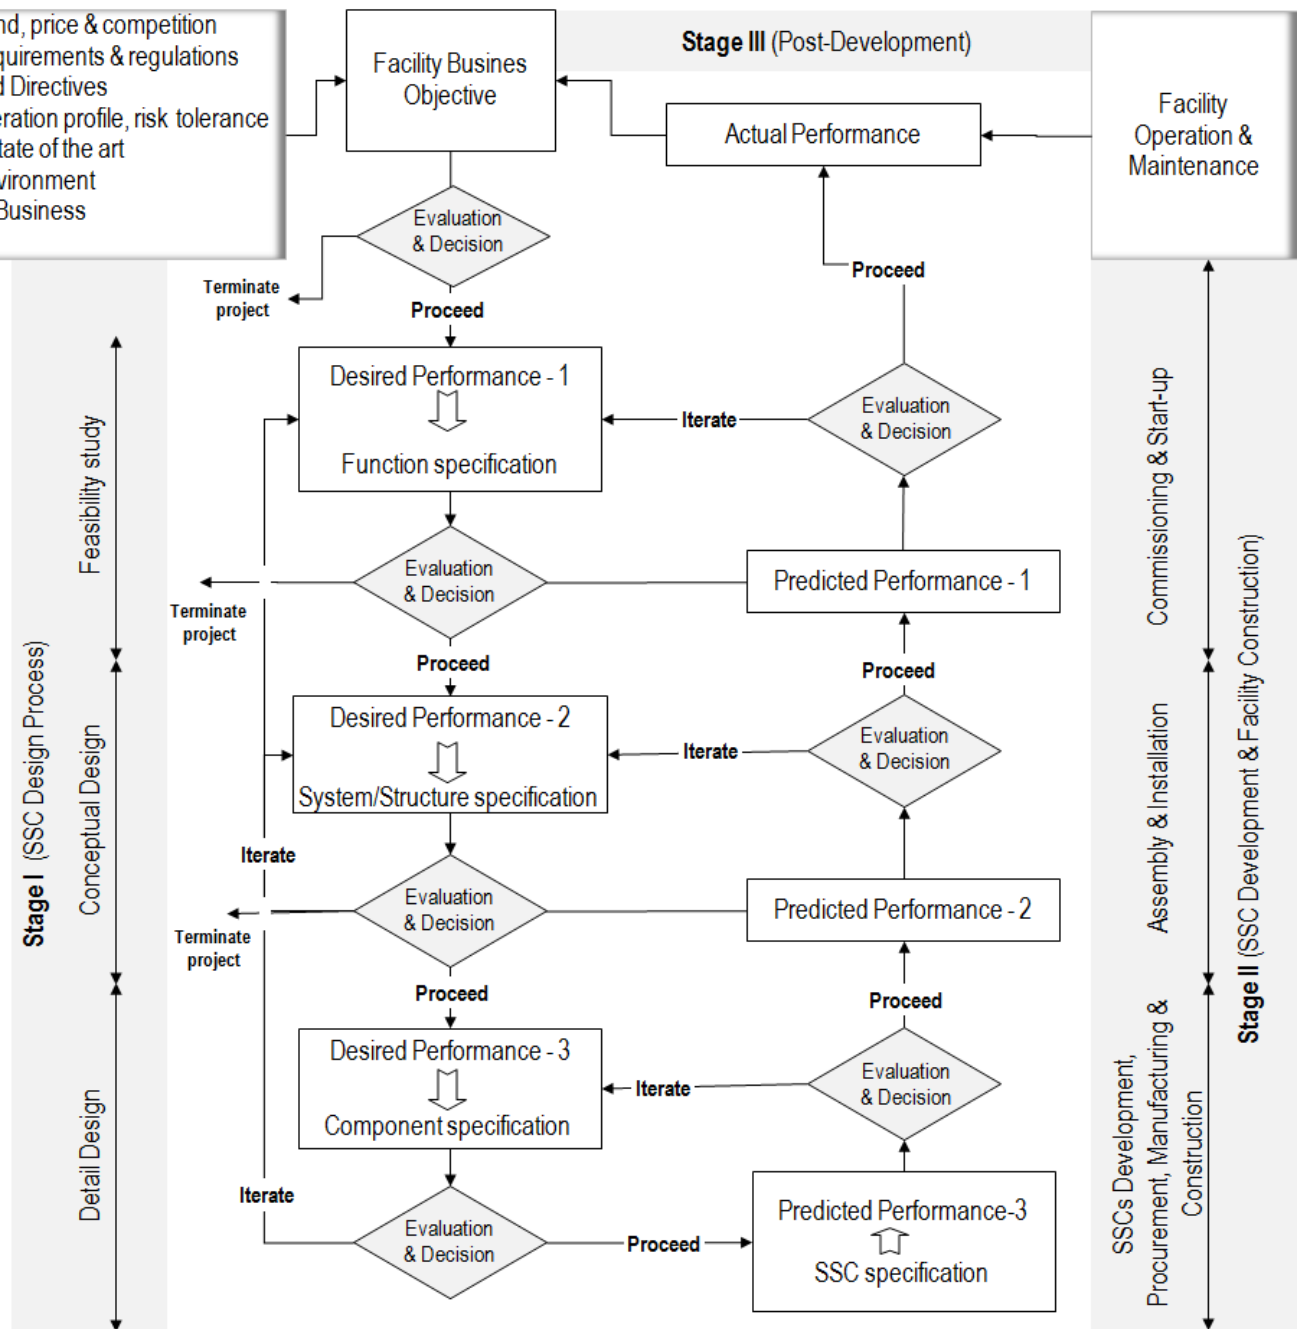 price & competition
& regulations
Directives
profile, risk tolerance
of the art
Business
Facility Busines
Objective
Stage III (Post-Development)
Actual Performance
Facility
Operation &
Maintenance
Evaluation
& Decision
Terminate
project
Proceed
Proceed
Desired Performance - 1
Function specification
Iterate
Evaluation
& Decision
Evaluation
& Decision
Terminate
project
Predicted Performance - 1
Proceed
Proceed
Desired Performance - 2
System/Structure specification
Iterate
Evaluation
& Decision
Iterate
Evaluation
& Decision
Terminate
project
Predicted Performance - 2
Proceed
Proceed
Desired Performance - 3
Component specification
Iterate
Evaluation
& Decision
Iterate
Evaluation
& Decision
Proceed
Predicted Performance-3
SSC specification
Stage I (SSC Design Process)
Feasibility study
Conceptual Design
Detail Design
Commissioning & Start-up
Assembly & Installation
SSCs Development,
Procurement, Manufacturing &
Construction
Stage II (SSC Development & Facility Construction)